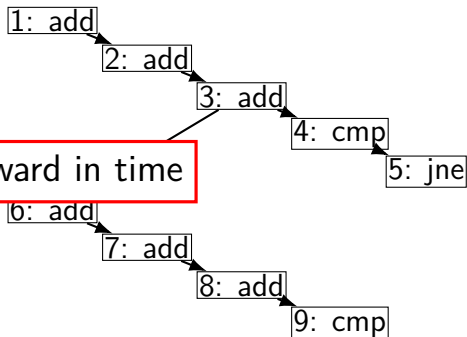 1: add
2: add
3: add
4: cmp
5: jne
in time
6: add
7: add
8: add
9: cmp